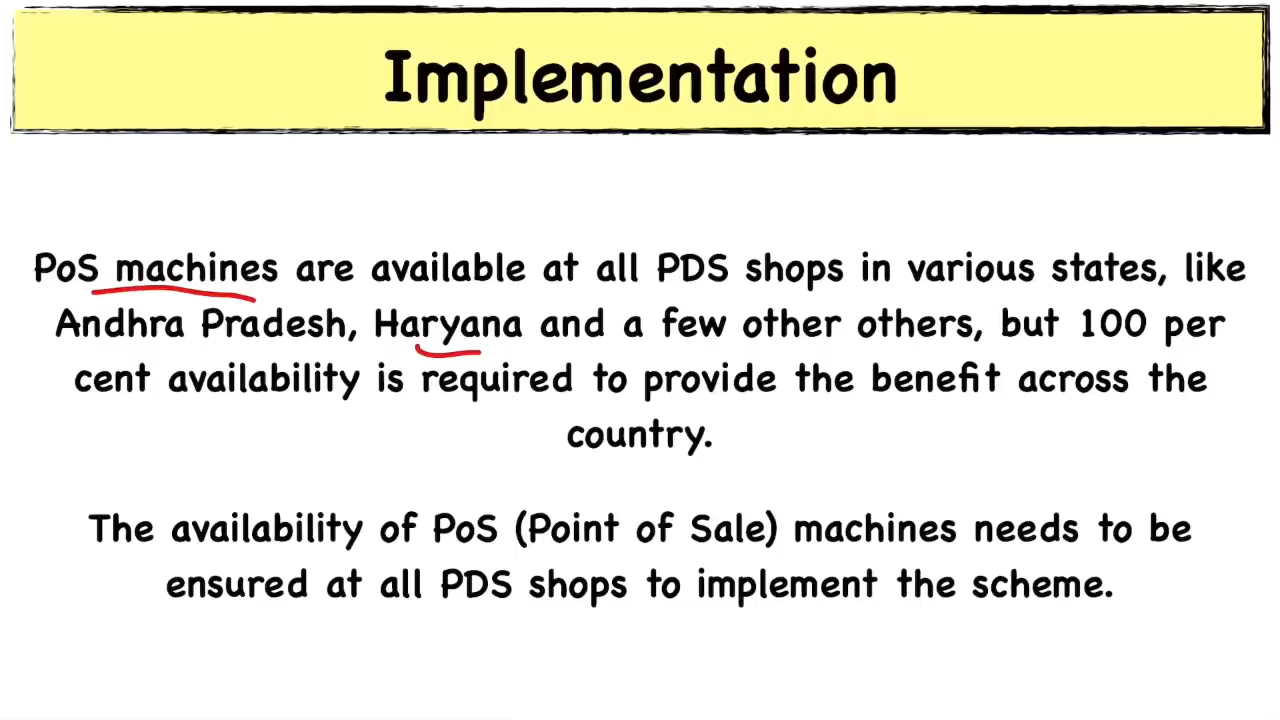 Implementation
PoS machines are available at all PDS shops in various states, like
Andhra Pradesh, Haryana and a few other others, but 100 per
cent availability is required to provide the benefit across the
country.
The availability of PoS (Point of Sale) machines needs to be
ensured at all PDS shops to implement the scheme.